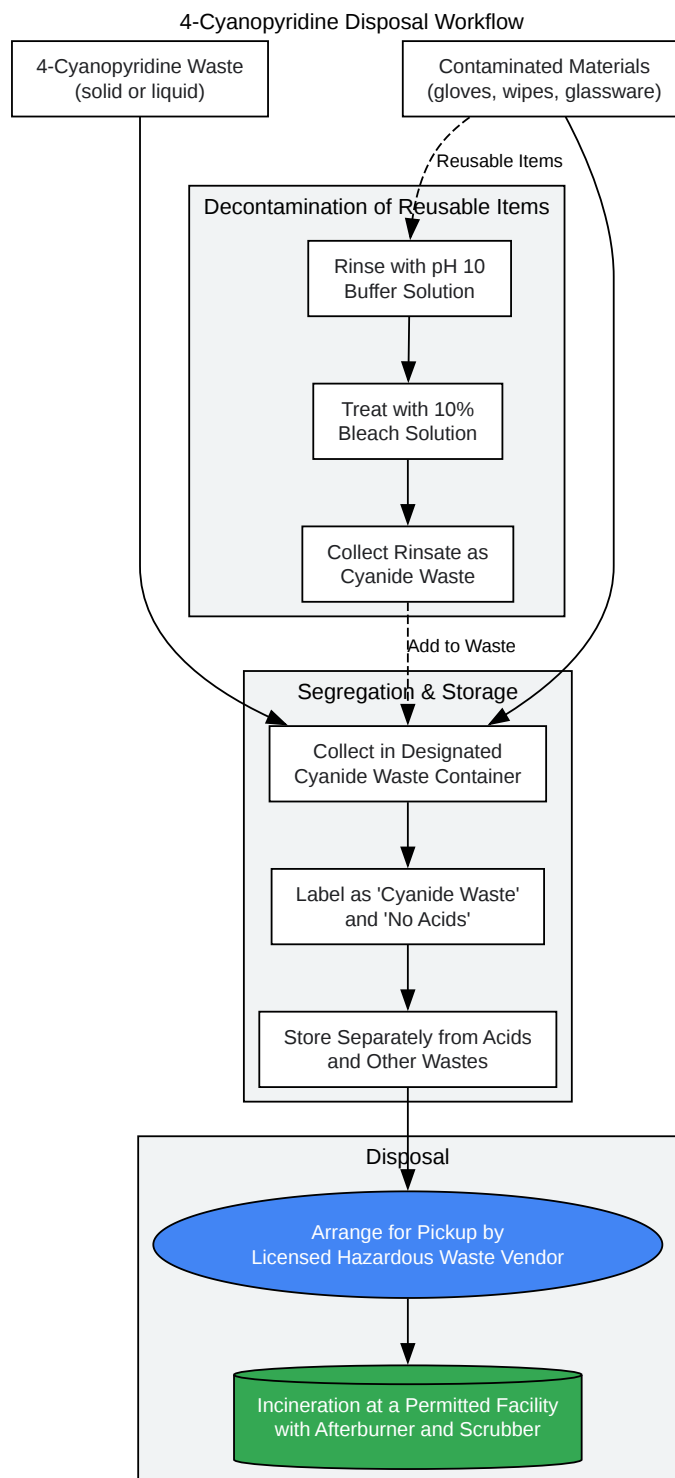 4-Cyanopyridine Disposal Workflow
4-Cyanopyridine Waste
(solid or liquid)
Contaminated Materials
(gloves, wipes, glassware)
Reusable Items
Decontamination of Reusable Items
Rinse with pH 10
Buffer Solution
Treat with 10%
Bleach Solution
Collect Rinsate as
Cyanide Waste
Add to Waste
Segregation & Storage
Collect in Designated
Cyanide Waste Container
Label as 'Cyanide Waste'
and 'No Acids'
Store Separately from Acids
and Other Wastes
Disposal
Arrange for Pickup by
Licensed Hazardous Waste Vendor
Incineration at a Permitted Facility
with Afterburner and Scrubber